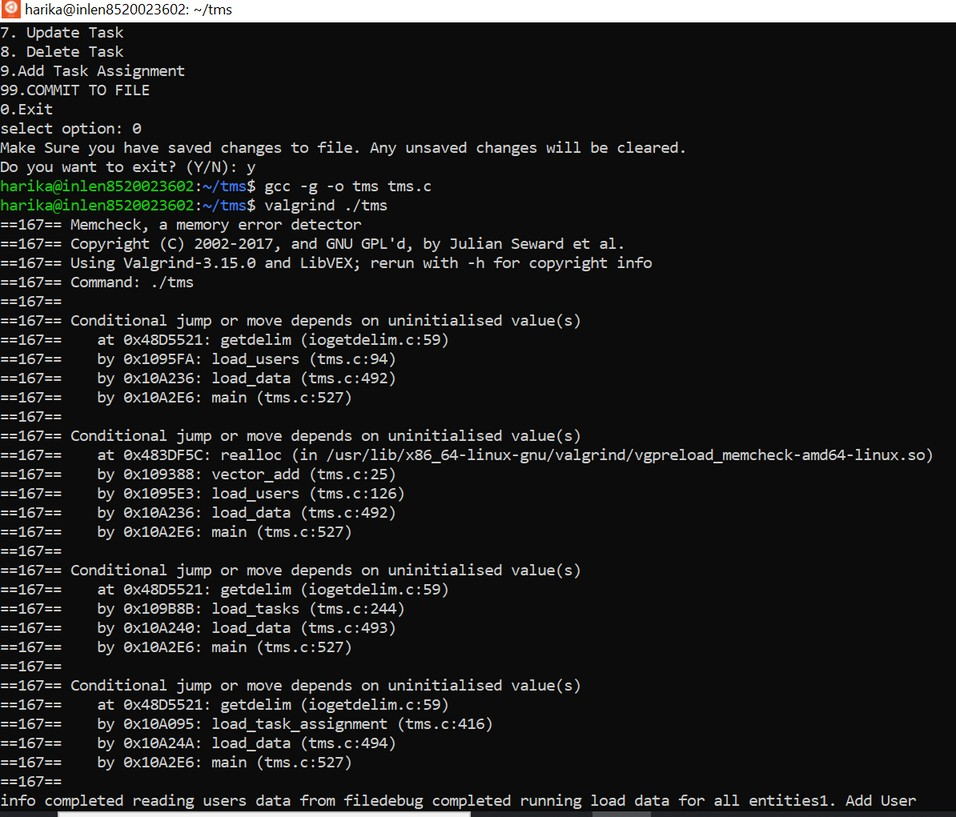 harika@inlen8520023602: ~/tms
7. Update Task
8. Delete Task
9.Add Task Assignment
99.COMMIT TO FILE
0.Exit
select option: 0
Make Sure you have saved changes to file. Any unsaved changes will be cleared.
Do you want to exit? (Y/N): y
harika@inlen8520023602:~/tms$ gcc -g -o tms tms.c
harika@inlen8520023602:~/tms$ valgrind ./tms
==167== Memcheck, a memory error detector
==167== Copyright (C) 2002-2017, and GNU GPL'd, by Julian Seward et al.
==167== Using Valgrind-3.15.0 and LibVEX; rerun with -h for copyright info
==167== Command: ./tms
==167==
==167== Conditional jump or move depends on uninitialised value(s)
==167==    at 0x48D5521: getdelim (iogetdelim.c:59)
==167==    by 0x1095FA: load_users (tms.c:94)
==167==    by 0x10A236: load_data (tms.c:492)
==167==    by 0x10A2E6: main (tms.c:527)
==167==
==167== Conditional jump or move depends on uninitialised value(s)
==167==    at 0x483DF5C: realloc (in /usr/lib/x86_64-linux-gnu/valgrind/vgpreload_memcheck-amd64-linux.so)
==167==    by 0x109388: vector_add (tms.c:25)
==167==    by 0x1095E3: load_users (tms.c:126)
==167==    by 0x10A236: load_data (tms.c:492)
==167==    by 0x10A2E6: main (tms.c:527)
==167==
==167== Conditional jump or move depends on uninitialised value(s)
==167==    at 0x48D5521: getdelim (iogetdelim.c:59)
==167==    by 0x109B8B: load_tasks (tms.c:244)
==167==    by 0x10A240: load_data (tms.c:493)
==167==    by 0x10A2E6: main (tms.c:527)
==167==
==167== Conditional jump or move depends on uninitialised value(s)
==167==    at 0x48D5521: getdelim (iogetdelim.c:59)
==167==    by 0x10A095: load_task_assignment (tms.c:416)
==167==    by 0x10A24A: load_data (tms.c:494)
==167==    by 0x10A2E6: main (tms.c:527)
==167==
info completed reading users data from filedebug completed running load data for all entities1. Add User